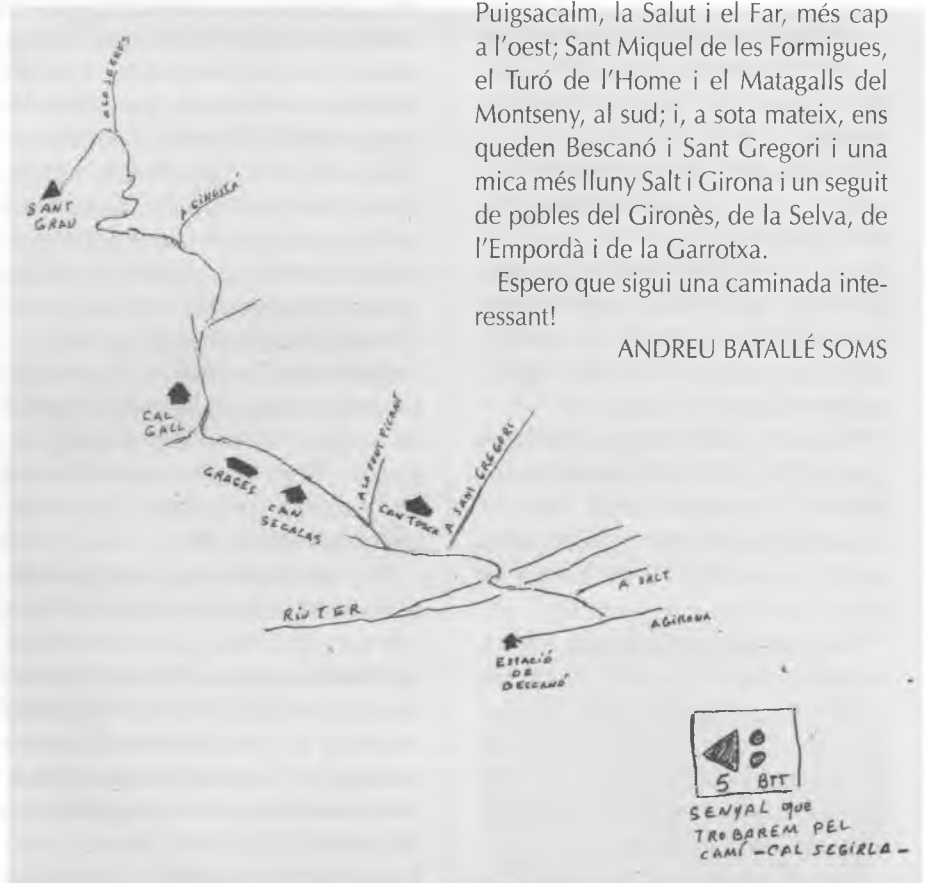 Puigsacalm, la Salut i el Far, més cap
a l'oest; Sant Miquel de les Formigues,
el Turó de l'Home i el Matagalls del
Montseny, al sud; i, a sota mateix, ens
queden Bescanó i Sant Gregori i una
mica més lluny Salt i Girona i un seguit
de pobles del Gironès, de la Selva, de
l'Empordà i de la Garrotxa.
Espero que sigui una caminada inte-
ressant!
ANDREU BATALLÉ SOMS
SANT
GRAU
CAL
GALL
GRAGES
CAN
SEGALAS
A LA FONT PICANT
CAN TOSCA
A SANT GREGORI
RIU TER
A SALT
A GIRONA
ESTACIÓ
DE
BESCANÓ
5 BTT
SENYAL que
TROBAREM PEL
CAMÍ -CAL SEGIRLA-